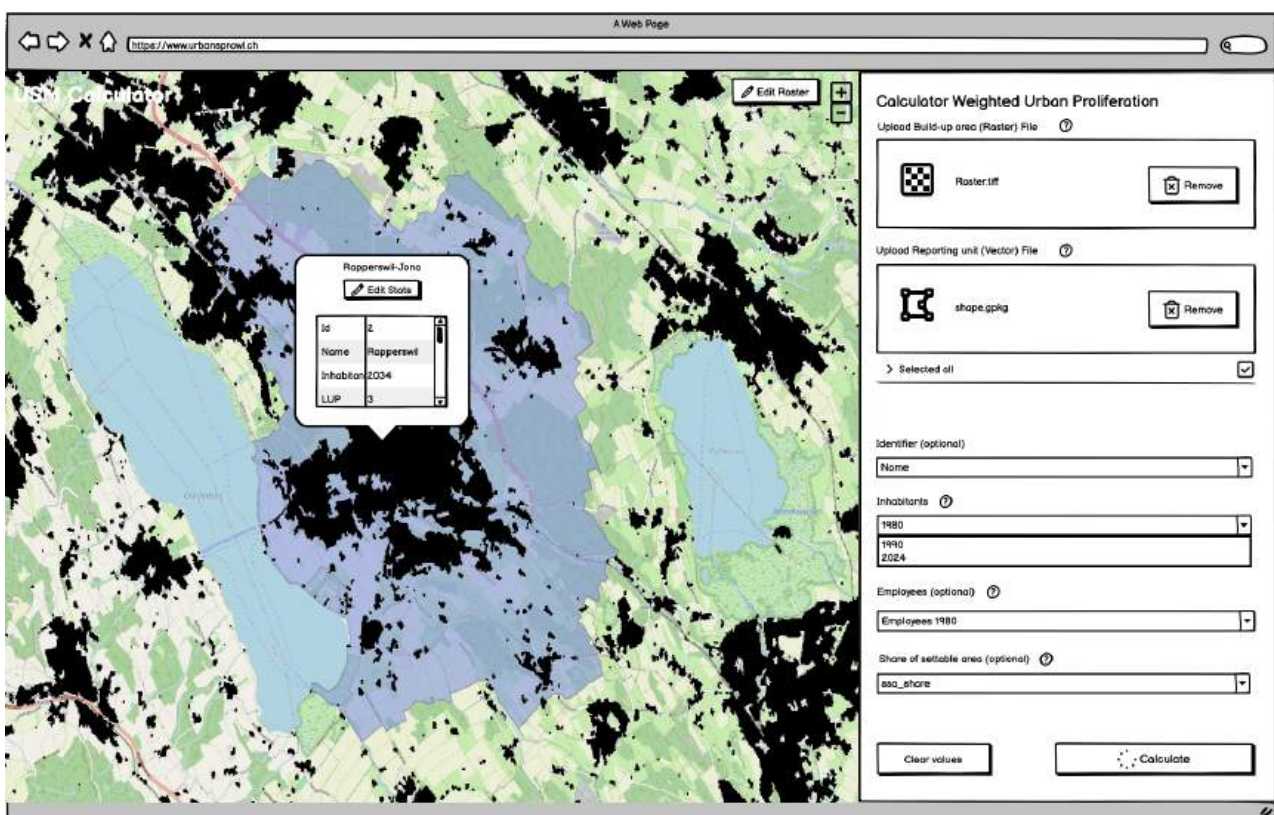 A Web Page
https://www.urbansprawl.ch
USM Calculator
Edit Raster
+
-
Rapperswil-Jona
Edit Stats
Id 2
Name Rapperswil
Inhabitan 2034
LUP 3
Calculator Weighted Urban Proliferation
Upload Build-up area (Raster) File ?
Raster.tiff
Remove
Upload Reporting unit (Vector) File ?
shape.gpkg
Remove
> Selected all
Identifier (optional)
Name
Inhabitants ?
1980
1990
2024
Employees (optional) ?
Employees 1980
Share of settable area (optional) ?
Clear values
Calculate